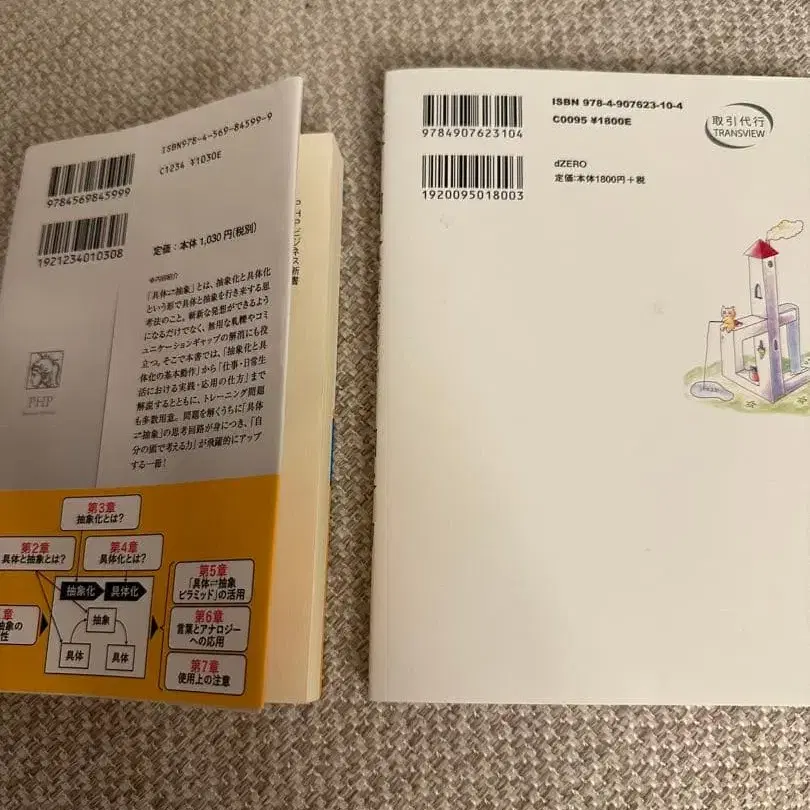 ISBN978-4-569-84599-9
C1234 ¥1030E
9784569845999
1921234010308
定価：本体1,030円(税別)
「具体⇄抽象」とは、抽象化と具体化
という形で具体と抽象を行き来する思
考法のこと。斬新な発想ができるよう
になるだけでなく、無用な軋轢やコミ
ュニケーションギャップの解消にも役
立つ。そこで本書では、「抽象化と具
体化の基本動作」から「仕事・日常生
活における実践・応用の仕方」まで
解説するとともに、トレーニング問題
も多数用意。問題を解くうちに「具体
⇄抽象」の思考回路が身につき、「自
分の頭で考える力」が飛躍的にアップ
する一冊！
PHP
PHPビジネス新書
第3章
抽象化とは?
第2章
具体と抽象とは?
第4章
具体化とは?
抽象化
具体化
抽象
具体
具体
章
抽象の
性
第5章
「具体⇄抽象
ピラミッド」の活用
第6章
言葉とアナロジー
への応用
第7章
使用上の注意
ISBN 978-4-907623-10-4
C0095 ¥1800E
9784907623104
1920095018003
dZERO
定価:本体1800円+税
取引代行
TRANSVIEW